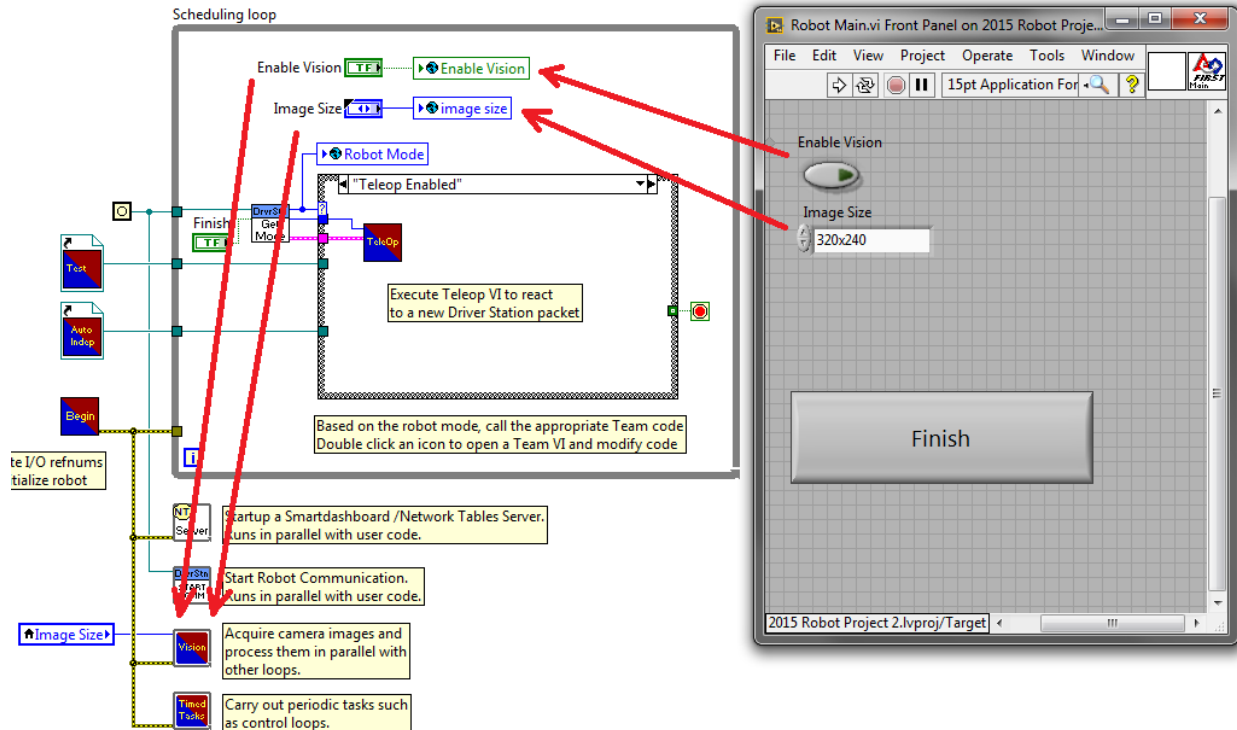 Scheduling loop
Enable Vision TF Enable Vision
Image Size image size
Robot Mode
"Teleop Enabled"
Finish
TF
DrvrSt
Get
Mode
?
TeleOp
Test
Auto
Indep
Execute Teleop VI to react
to a new Driver Station packet
Begin
Based on the robot mode, call the appropriate Team code
Double click an icon to open a Team VI and modify code
te I/O refnums
tialize robot
i
NT
Server
Startup a Smartdashboard /Network Tables Server.
Runs in parallel with user code.
DrvrStn
START
Start Robot Communication.
Runs in parallel with user code.
Image Size
Vision
Acquire camera images and
process them in parallel with
other loops.
Timed
Tasks
Carry out periodic tasks such
as control loops.
Robot Main.vi Front Panel on 2015 Robot Proje...
File Edit View Project Operate Tools Window
15pt Application For
?
FIRST
Main
Enable Vision
Image Size
320x240
Finish
2015 Robot Project 2.lvproj/Target